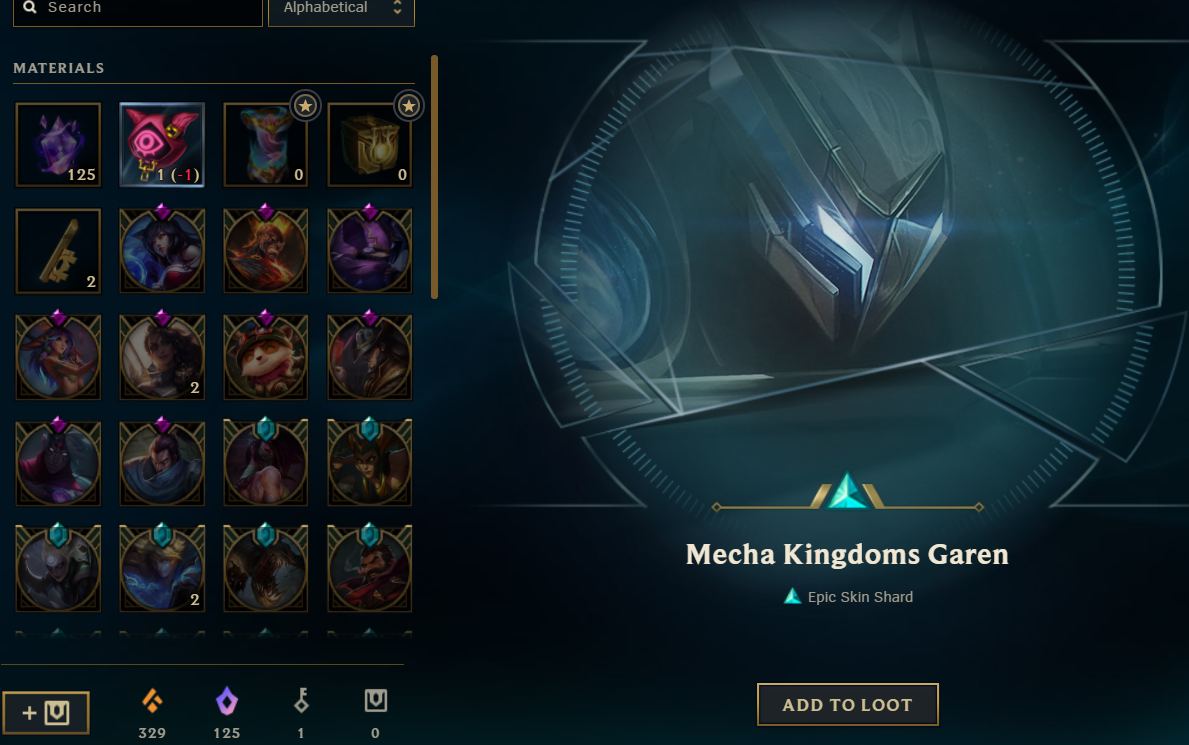 Search
Alphabetical
MATERIALS
125
1 (-1)
0
0
2
2
2
Mecha Kingdoms Garen
Epic Skin Shard
ADD TO LOOT
+
329
125
1
0